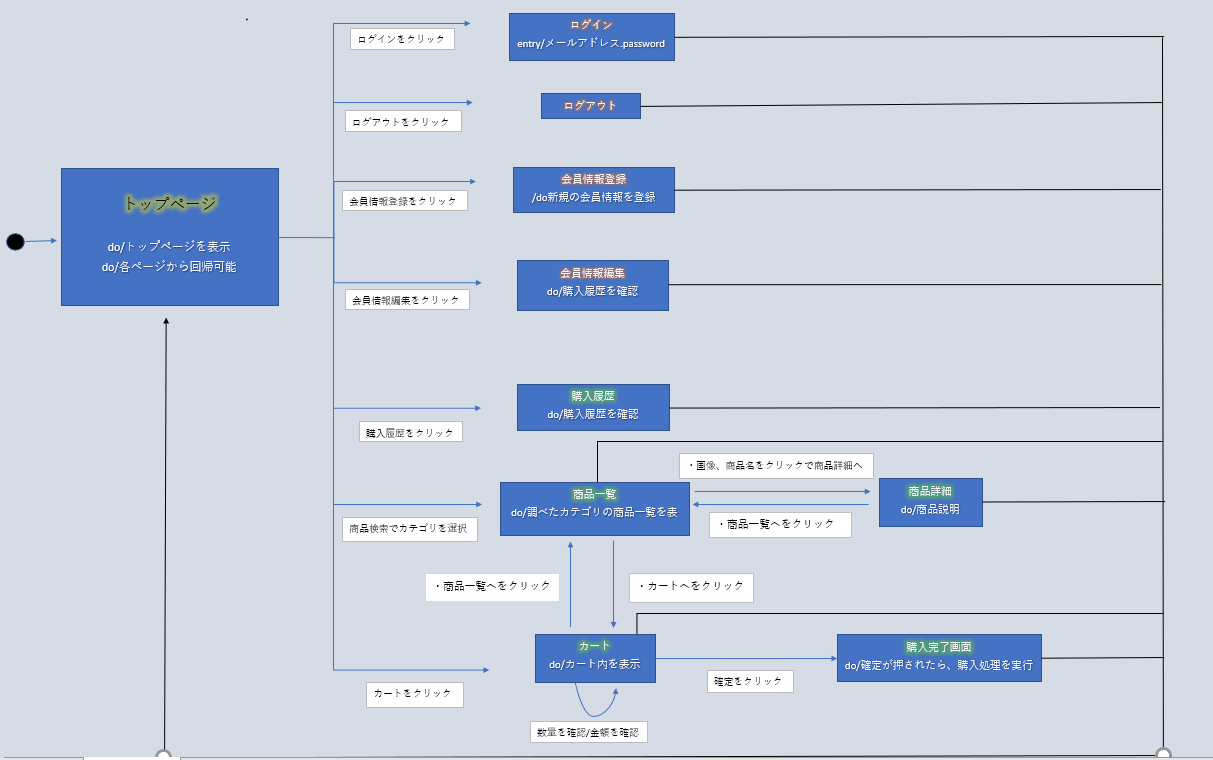 トップページ
do/トップページを表示
do/各ページから回帰可能
ログインをクリック
ログイン
entry/メールアドレス.password
ログアウトをクリック
ログアウト
会員情報登録をクリック
会員情報登録
/do新規の会員情報を登録
会員情報編集をクリック
会員情報編集
do/購入履歴を確認
購入履歴をクリック
購入履歴
do/購入履歴を確認
商品検索でカテゴリを選択
商品一覧
do/調べたカテゴリの商品一覧を表
・画像、商品名をクリックで商品詳細へ
・商品一覧へをクリック
商品詳細
do/商品説明
・商品一覧へをクリック
・カートへをクリック
カートをクリック
カート
do/カート内を表示
数量を確認/金額を確認
確定をクリック
購入完了画面
do/確定が押されたら、購入処理を実行